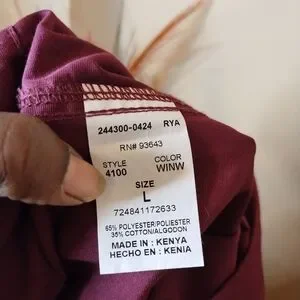 244300-0424 RYA
RN# 93643
STYLE COLOR
4100 WINW
SIZE
L
724841172633
65% POLYESTER/POLIESTER
35% COTTON/ALGODON
MADE IN : KENYA
HECHO EN : KENIA